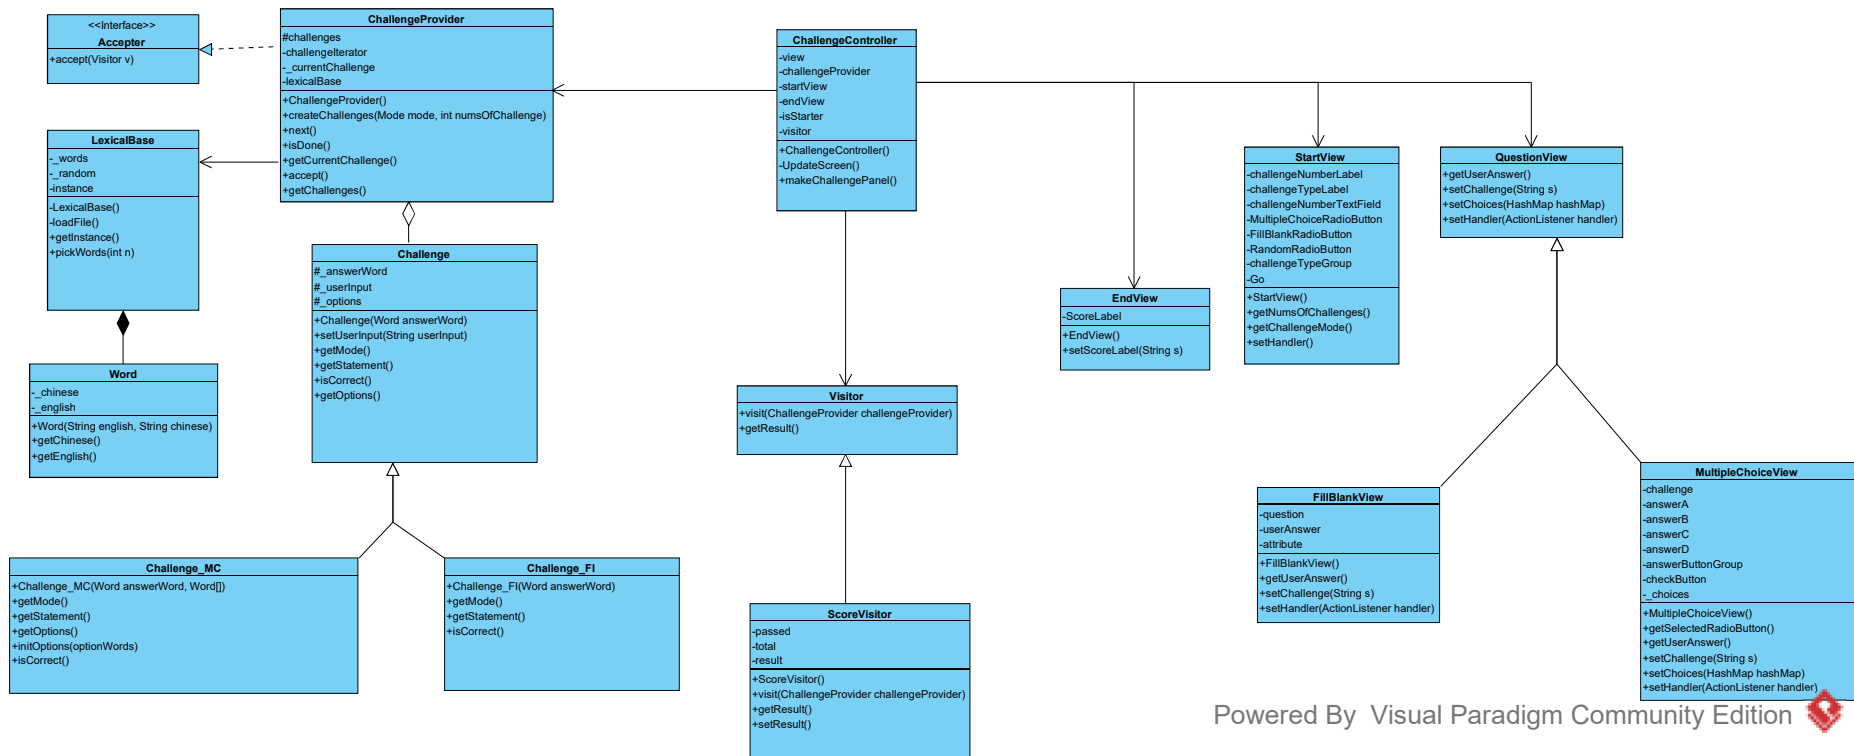 <<Interface>>
Accepter
+accept(Visitor v)
ChallengeProvider
#challenges
-challengeIterator
-_currentChallenge
-lexicalBase
+ChallengeProvider()
+createChallenges(Mode mode, int numsOfChallenge)
+next()
+isDone()
+getCurrentChallenge()
+accept()
+getChallenges()
ChallengeController
-view
-challengeProvider
-startView
-endView
-isStarter
-visitor
+ChallengeController()
-UpdateScreen()
+makeChallengePanel()
LexicalBase
-_words
-_random
-instance
-LexicalBase()
-loadFile()
+getInstance()
+pickWords(int n)
StartView
-challengeNumberLabel
-challengeTypeLabel
-challengeNumberTextField
-MultipleChoiceRadioButton
-FillBlankRadioButton
-RandomRadioButton
-challengeTypeGroup
-Go
+StartView()
+getNumsOfChallenges()
+getChallengeMode()
+setHandler()
QuestionView
+getUserAnswer()
+setChallenge(String s)
+setChoices(HashMap hashMap)
+setHandler(ActionListener handler)
Challenge
#_answerWord
#_userInput
#_options
+Challenge(Word answerWord)
+setUserInput(String userInput)
+getMode()
+getStatement()
+isCorrect()
+getOptions()
EndView
-ScoreLabel
+EndView()
+setScoreLabel(String s)
Word
-_chinese
-_english
+Word(String english, String chinese)
+getChinese()
+getEnglish()
Visitor
+visit(ChallengeProvider challengeProvider)
+getResult()
FillBlankView
-question
-userAnswer
-attribute
+FillBlankView()
+getUserAnswer()
+setChallenge(String s)
+setHandler(ActionListener handler)
MultipleChoiceView
-challenge
-answerA
-answerB
-answerC
-answerD
-answerButtonGroup
-checkButton
-_choices
+MultipleChoiceView()
+getSelectedRadioButton()
+getUserAnswer()
+setChallenge(String s)
+setChoices(HashMap hashMap)
+setHandler(ActionListener handler)
Challenge_MC
+Challenge_MC(Word answerWord, Word[])
+getMode()
+getStatement()
+getOptions()
+initOptions(optionWords)
+isCorrect()
Challenge_FI
+Challenge_FI(Word answerWord)
+getMode()
+getStatement()
+isCorrect()
ScoreVisitor
-passed
-total
-result
+ScoreVisitor()
+visit(ChallengeProvider challengeProvider)
+getResult()
+setResult()
Powered By Visual Paradigm Community Edition